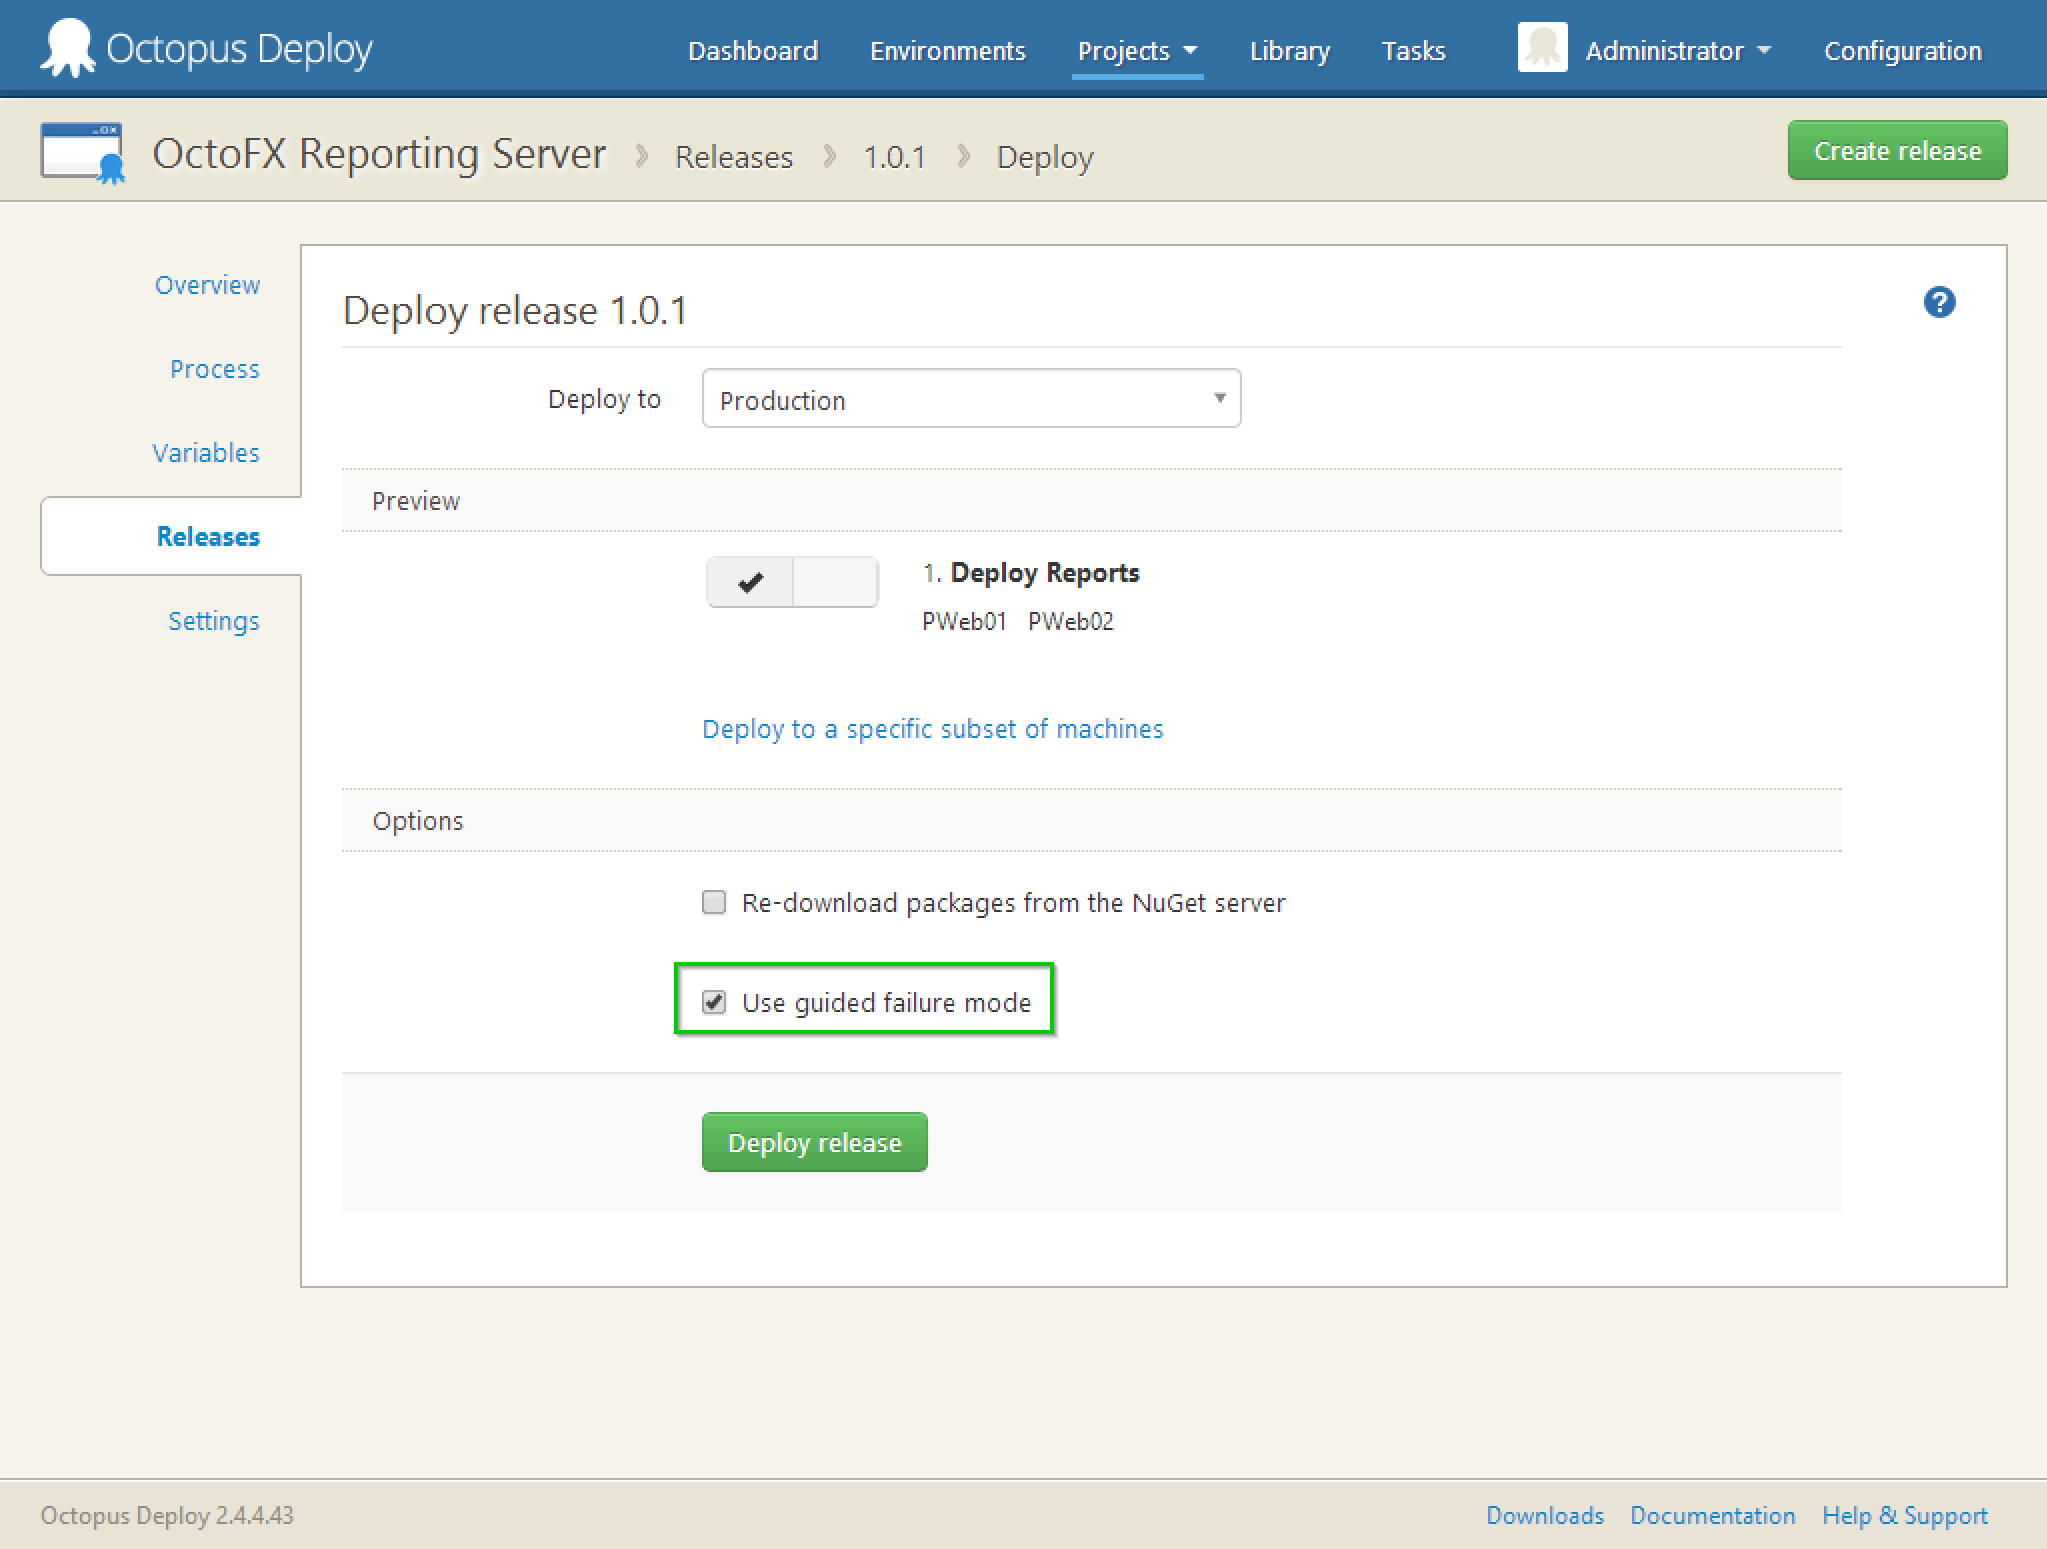 Octopus Deploy
Dashboard Environments Projects Library Tasks Administrator Configuration
OctoFX Reporting Server Releases 1.0.1 Deploy
Create release
Overview
Process
Variables
Releases
Settings
Deploy release 1.0.1
?
Deploy to Production
Preview
1. Deploy Reports
PWeb01 PWeb02
Deploy to a specific subset of machines
Options
Re-download packages from the NuGet server
Use guided failure mode
Deploy release
Octopus Deploy 2.4.4.43
Downloads Documentation Help & Support